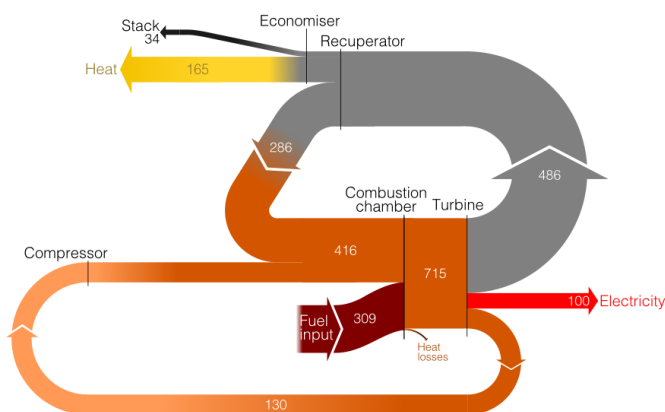 Economiser
Stack
34
Recuperator
Heat
165
286
486
Combustion
chamber
Turbine
Compressor
416
715
100
Electricity
Fuel
input
309
Heat
losses
130